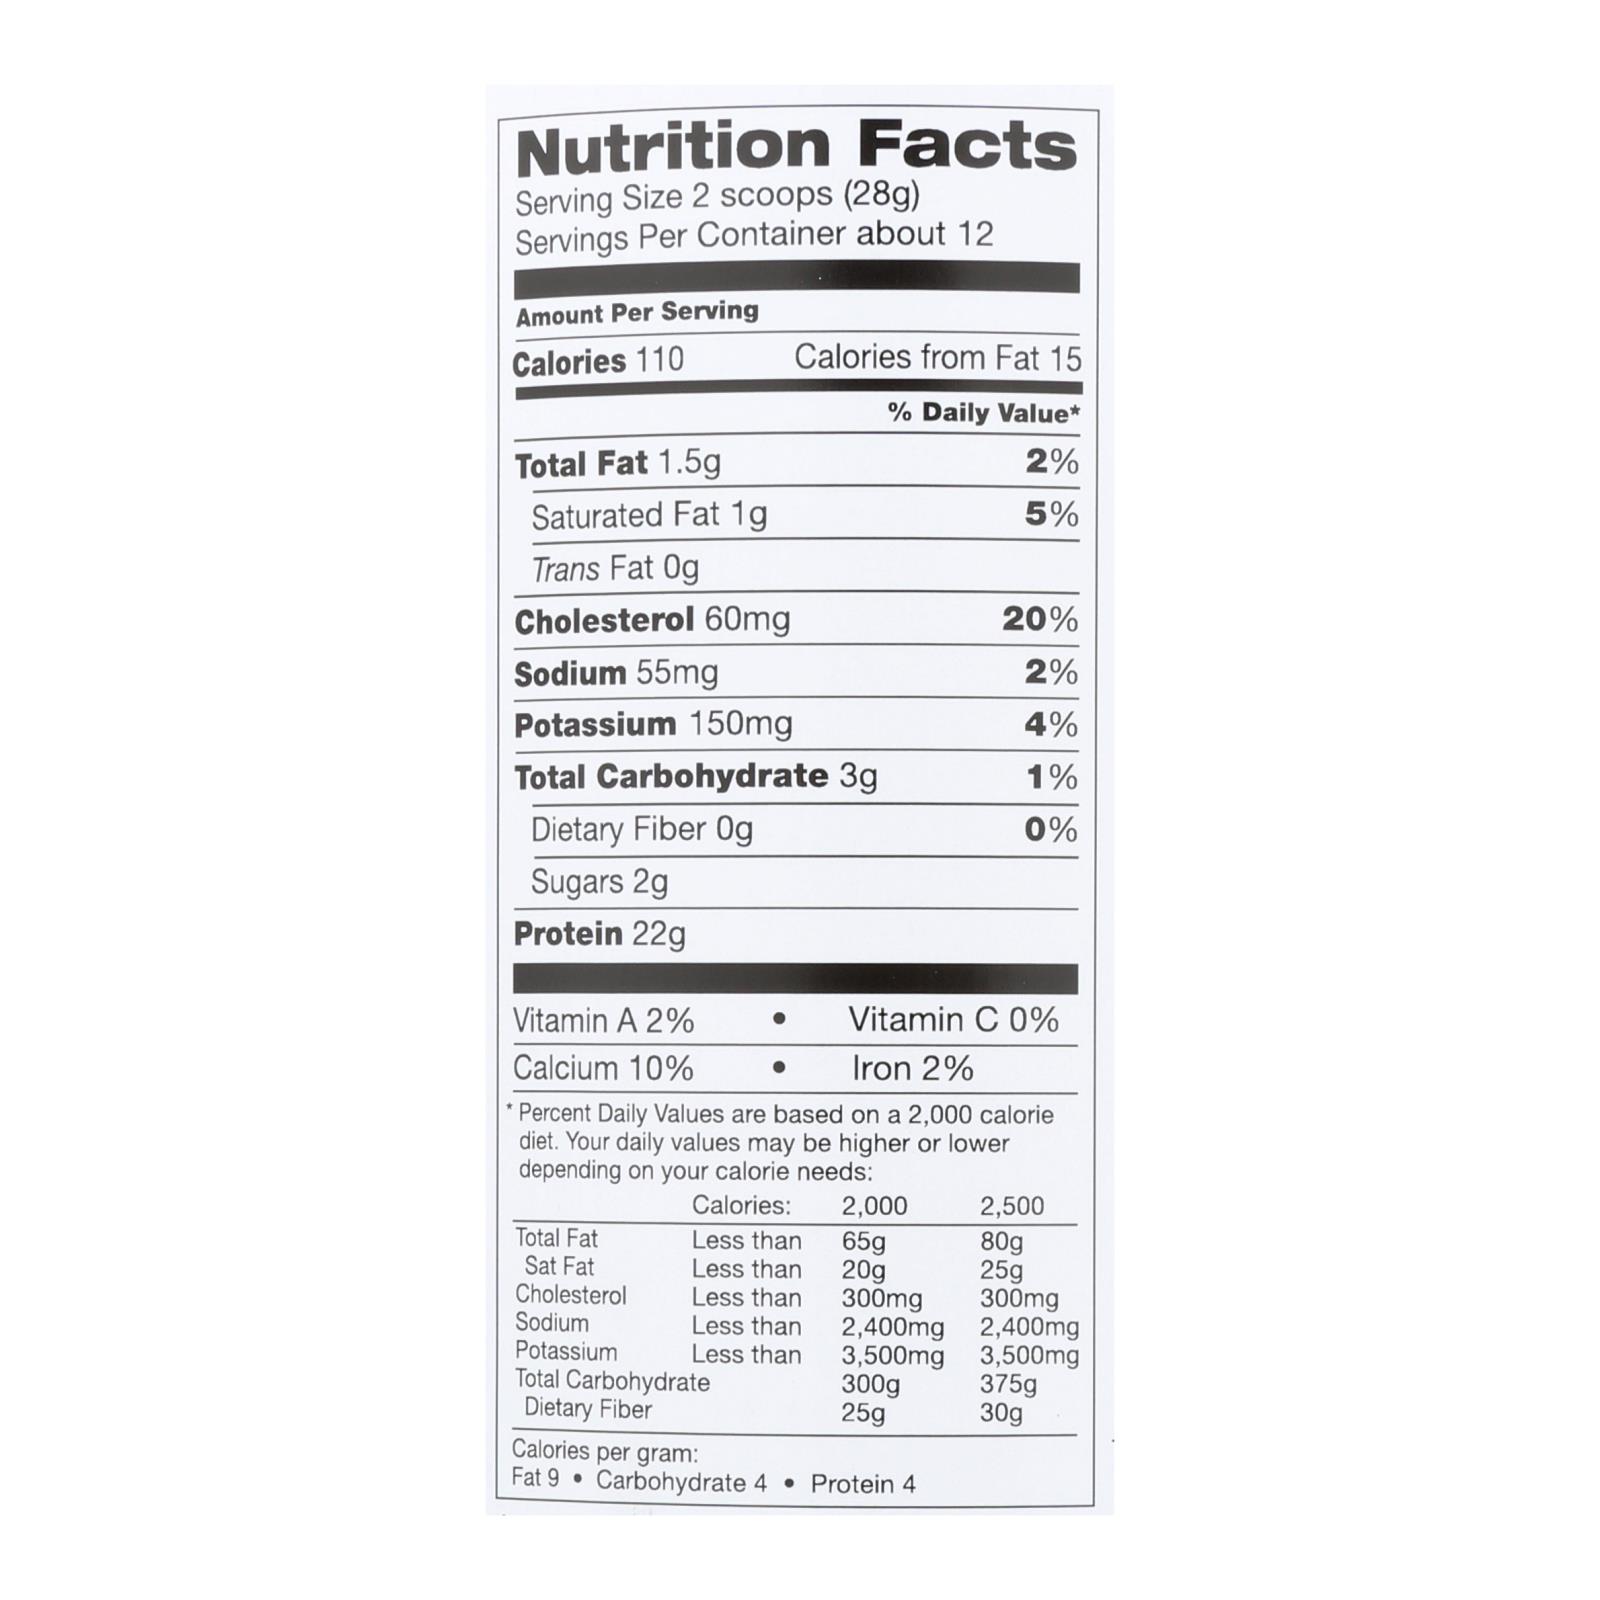 Nutrition Facts
Serving Size 2 scoops (28g)
Servings Per Container about 12
Amount Per Serving
Calories 110 Calories from Fat 15
% Daily Value*
Total Fat 1.5g 2%
Saturated Fat 1g 5%
Trans Fat 0g
Cholesterol 60mg 20%
Sodium 55mg 2%
Potassium 150mg 4%
Total Carbohydrate 3g 1%
Dietary Fiber 0g 0%
Sugars 2g
Protein 22g
Vitamin A 2% • Vitamin C 0%
Calcium 10% • Iron 2%
* Percent Daily Values are based on a 2,000 calorie
diet. Your daily values may be higher or lower
depending on your calorie needs:
Calories: 2,000 2,500
Total Fat Less than 65g 80g
Sat Fat Less than 20g 25g
Cholesterol Less than 300mg 300mg
Sodium Less than 2,400mg 2,400mg
Potassium Less than 3,500mg 3,500mg
Total Carbohydrate 300g 375g
Dietary Fiber 25g 30g
Calories per gram:
Fat 9 • Carbohydrate 4 • Protein 4